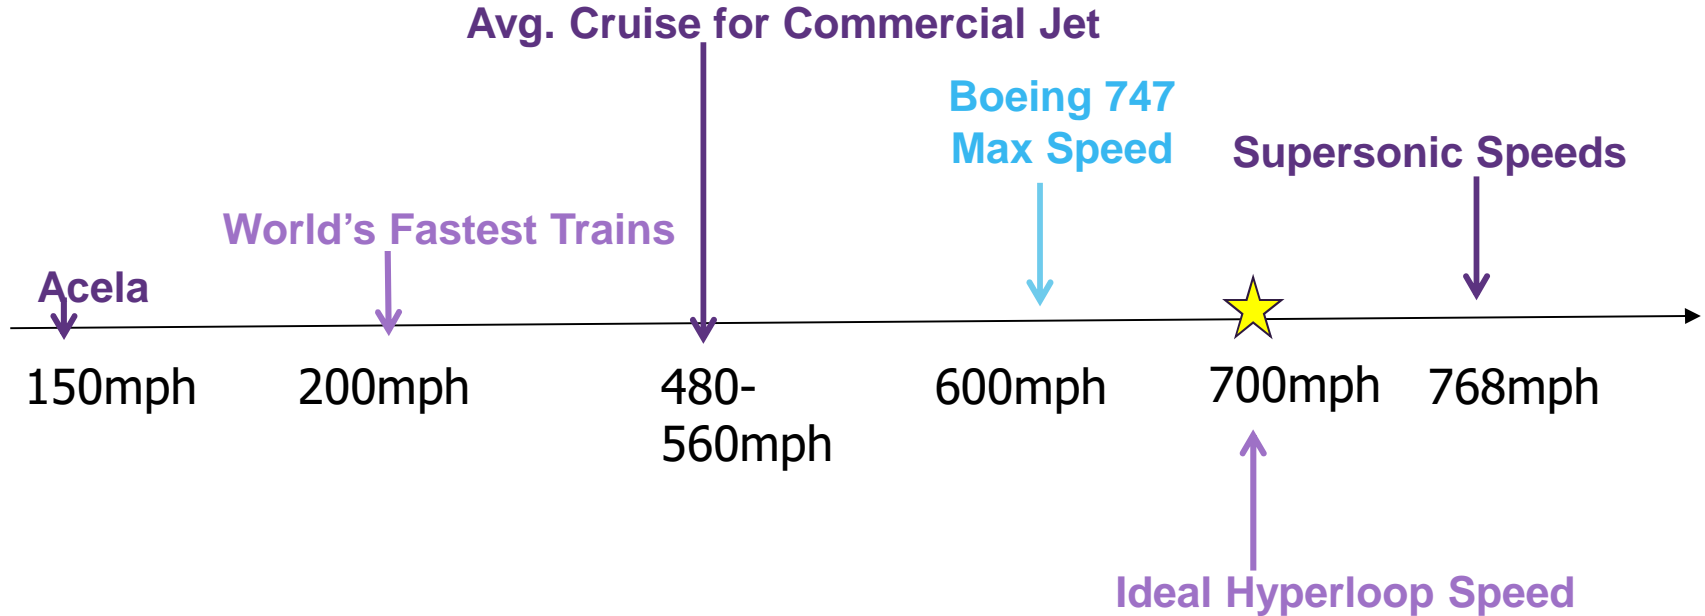 Avg. Cruise for Commercial Jet
Boeing 747
Max Speed
Supersonic Speeds
World’s Fastest Trains
Acela
150mph
200mph
480-
560mph
600mph
700mph
768mph
Ideal Hyperloop Speed